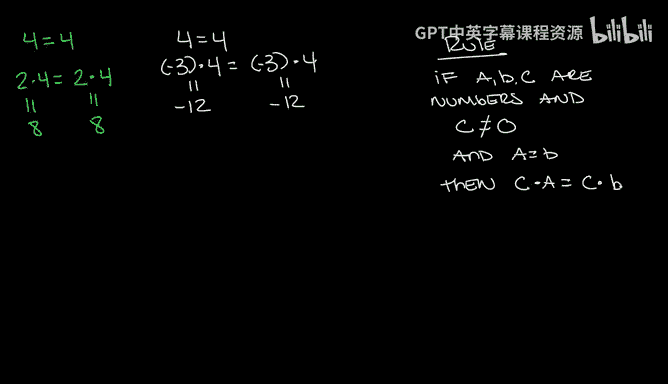 GPT中英字幕课程资源 bilibili
4 = 4
2·4 = 2·4
= =
8 8
4 = 4
(-3)·4 = (-3)·4
= =
-12 -12
RULE
IF A, b, C ARE
NUMBERS AND
C ≠ O
AND A = b
THEN C·A = C·b